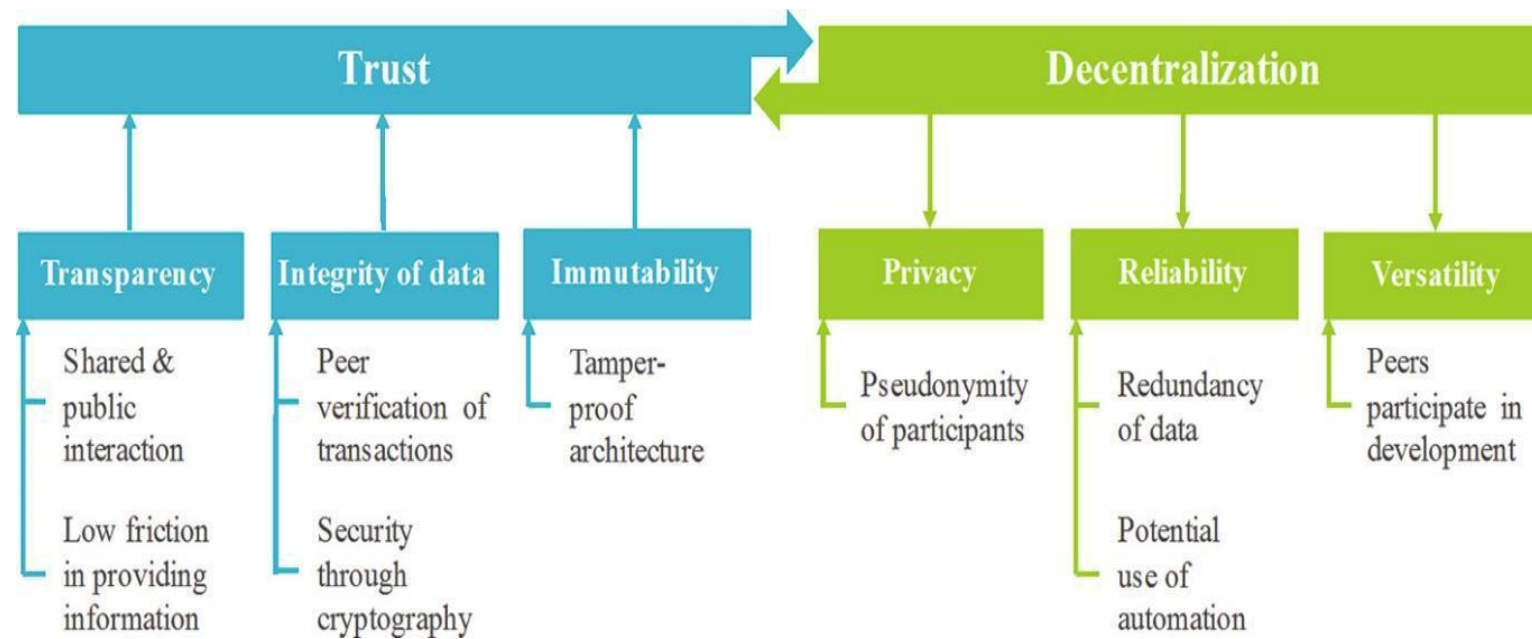 Trust
Decentralization
Transparency
Integrity of data
Immutability
Privacy
Reliability
Versatility
Shared &
public
interaction
Low friction
in providing
information
Peer
verification of
transactions
Security
through
cryptography
Tamper-
proof
architecture
Pseudonymity
of participants
Redundancy
of data
Potential
use of
automation
Peers
participate in
development